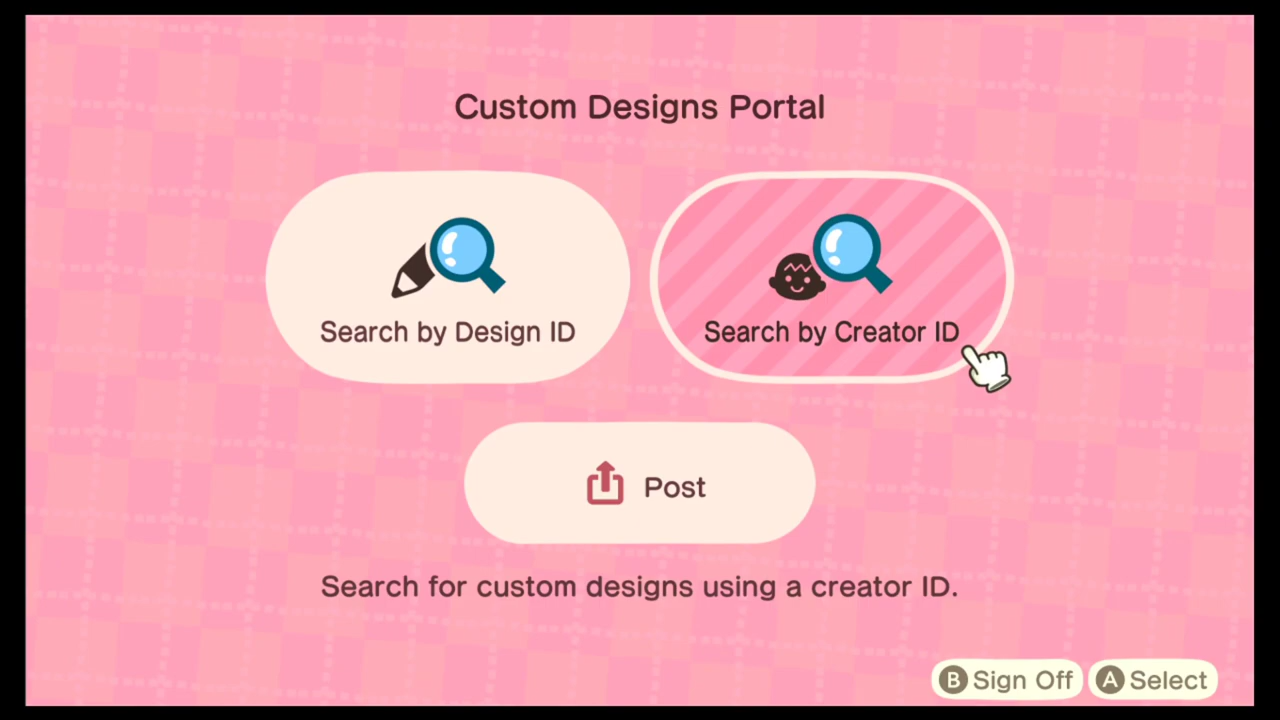 Custom Designs Portal
Search by Design ID
Search by Creator ID
Post
Search for custom designs using a creator ID.
B Sign Off
A Select